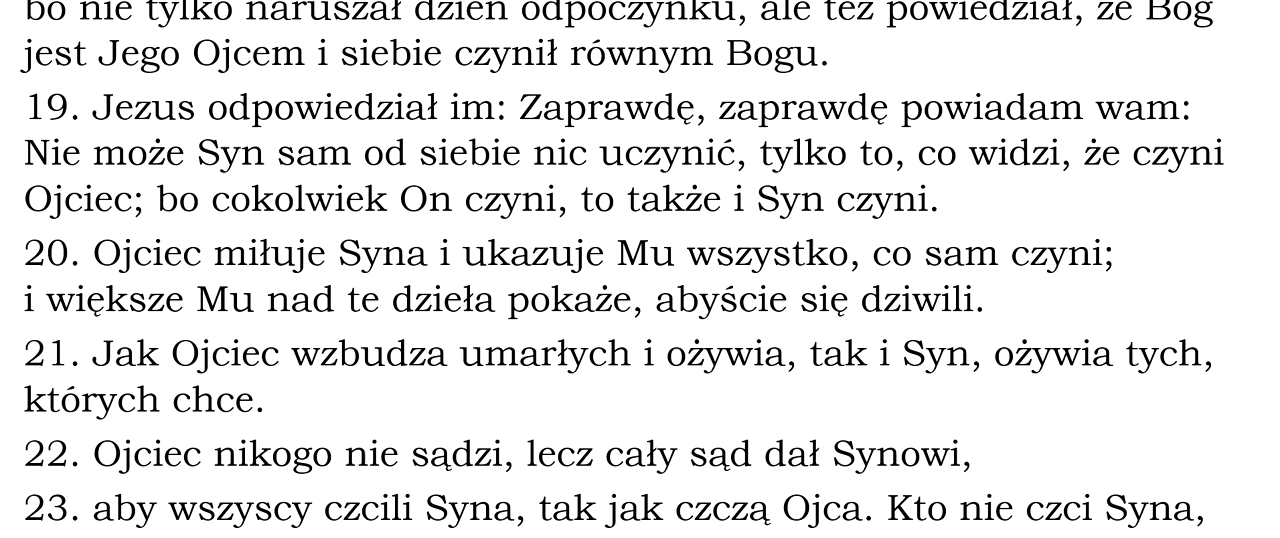 bo nie tylko naruszał dzień odpoczynku, ale też powiedział, że Bóg
jest Jego Ojcem i siebie czynił równym Bogu.
19. Jezus odpowiedział im: Zaprawdę, zaprawdę powiadam wam:
Nie może Syn sam od siebie nic uczynić, tylko to, co widzi, że czyni
Ojciec; bo cokolwiek On czyni, to także i Syn czyni.
20. Ojciec miłuje Syna i ukazuje Mu wszystko, co sam czyni;
i większe Mu nad te dzieła pokaże, abyście się dziwili.
21. Jak Ojciec wzbudza umarłych i ożywia, tak i Syn, ożywia tych,
których chce.
22. Ojciec nikogo nie sądzi, lecz cały sąd dał Synowi,
23. aby wszyscy czcili Syna, tak jak czczą Ojca. Kto nie czci Syna,